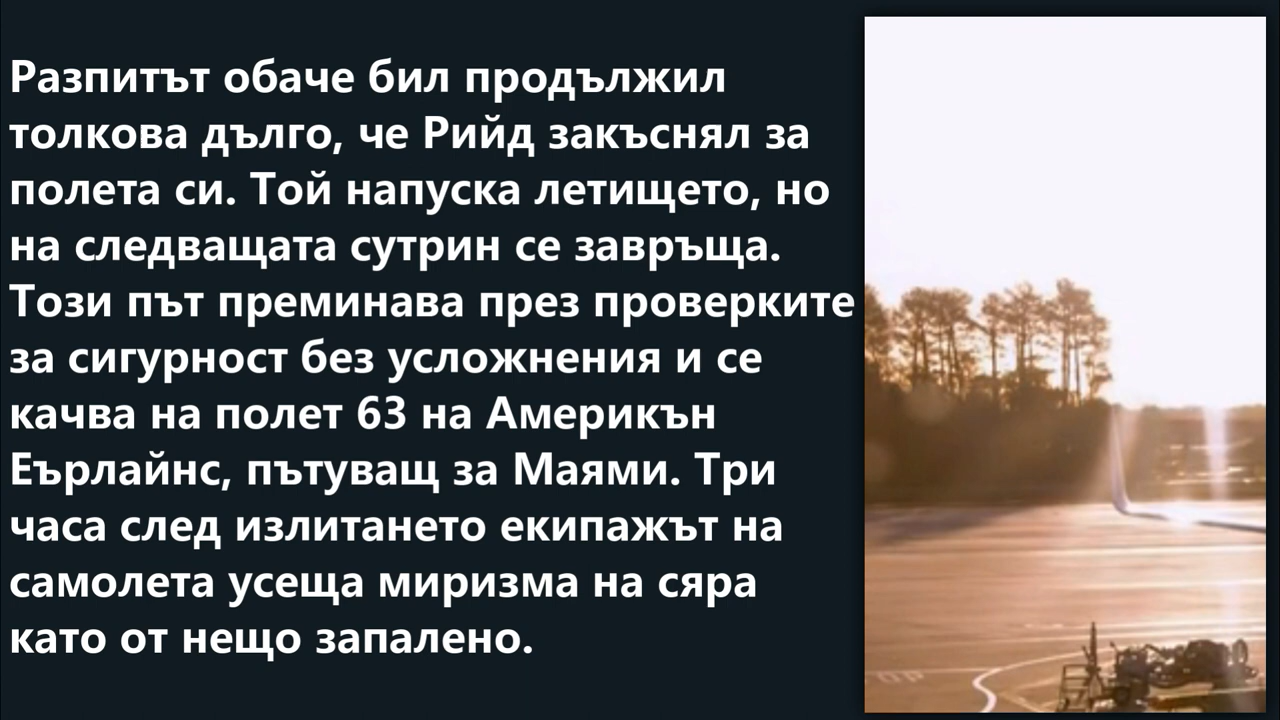 Разпитът обаче бил продължил
толкова дълго, че Рийд закъснял за
полета си. Той напуска летището, но
на следващата сутрин се завръща.
Този път преминава през проверките
за сигурност без усложнения и се
качва на полет 63 на Америкън
Еърлайнс, пътуващ за Маями. Три
часа след излитането екипажът на
самолета усеща миризма на сяра
като от нещо запалено.